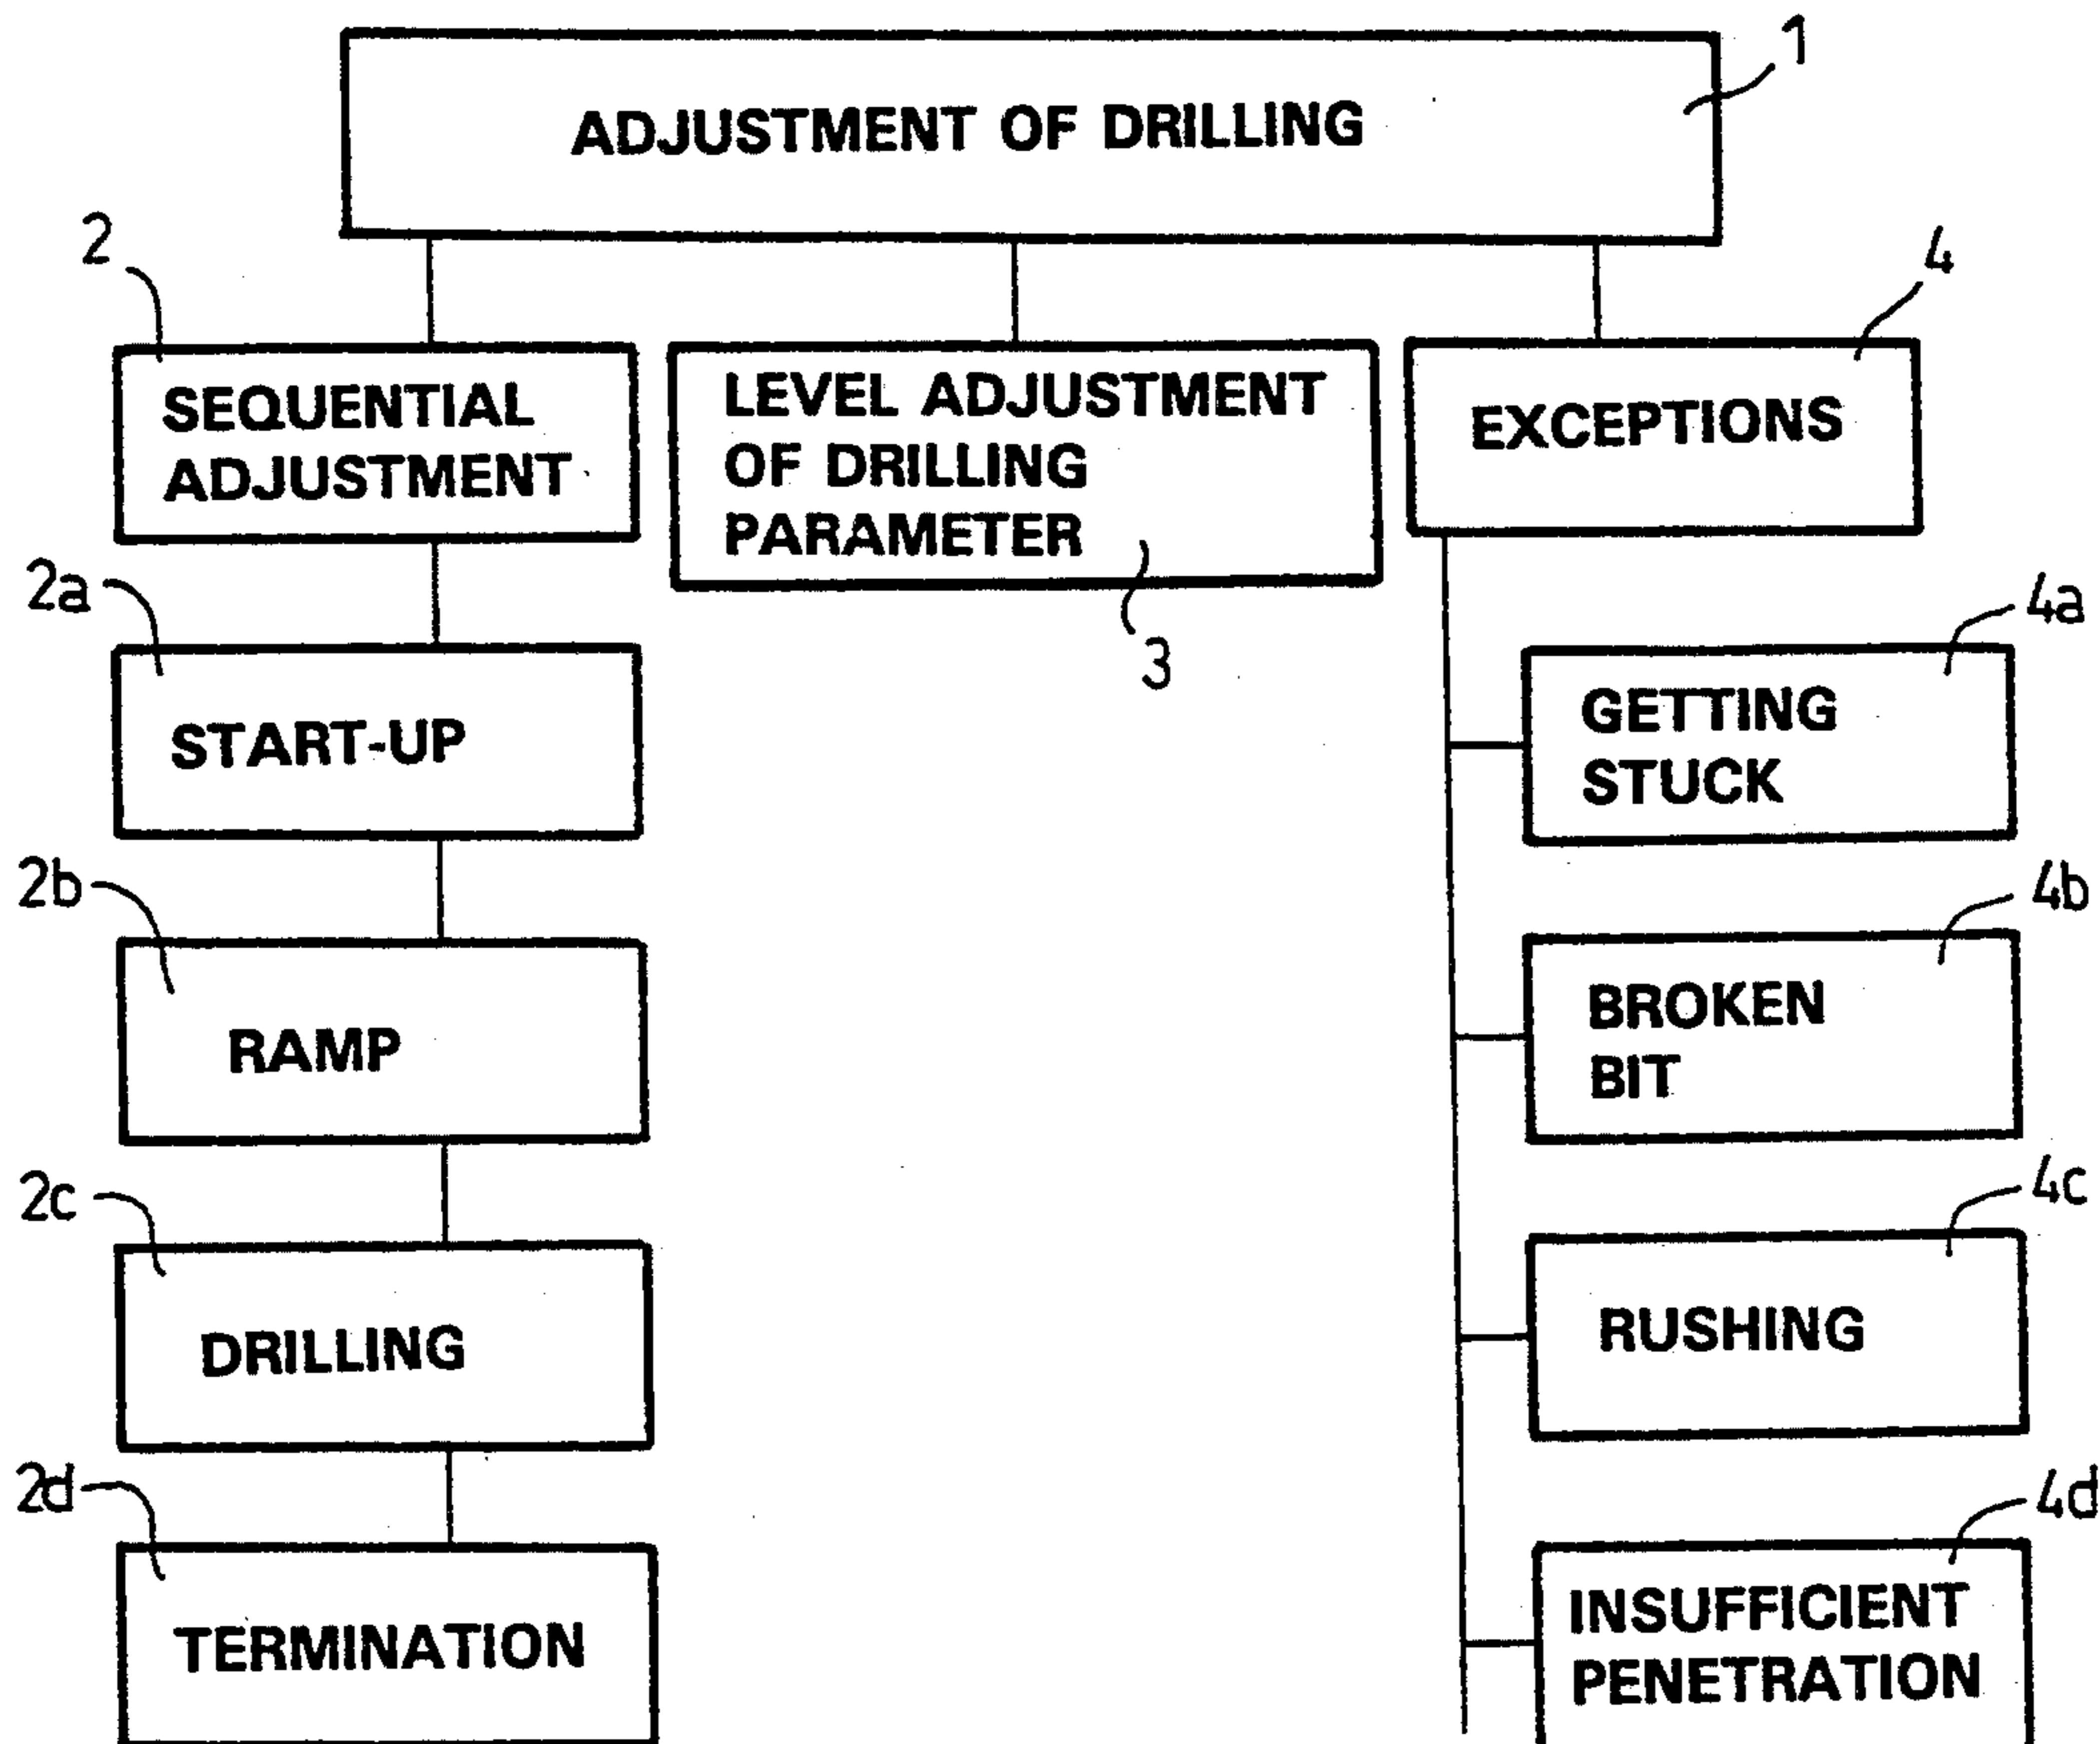 1
ADJUSTMENT OF DRILLING
2
4
SEQUENTIAL
ADJUSTMENT
LEVEL ADJUSTMENT
OF DRILLING
PARAMETER
3
EXCEPTIONS
2a
START-UP
4a
GETTING
STUCK
2b
RAMP
4b
BROKEN
BIT
2c
DRILLING
4c
RUSHING
2d
TERMINATION
4d
INSUFFICIENT
PENETRATION